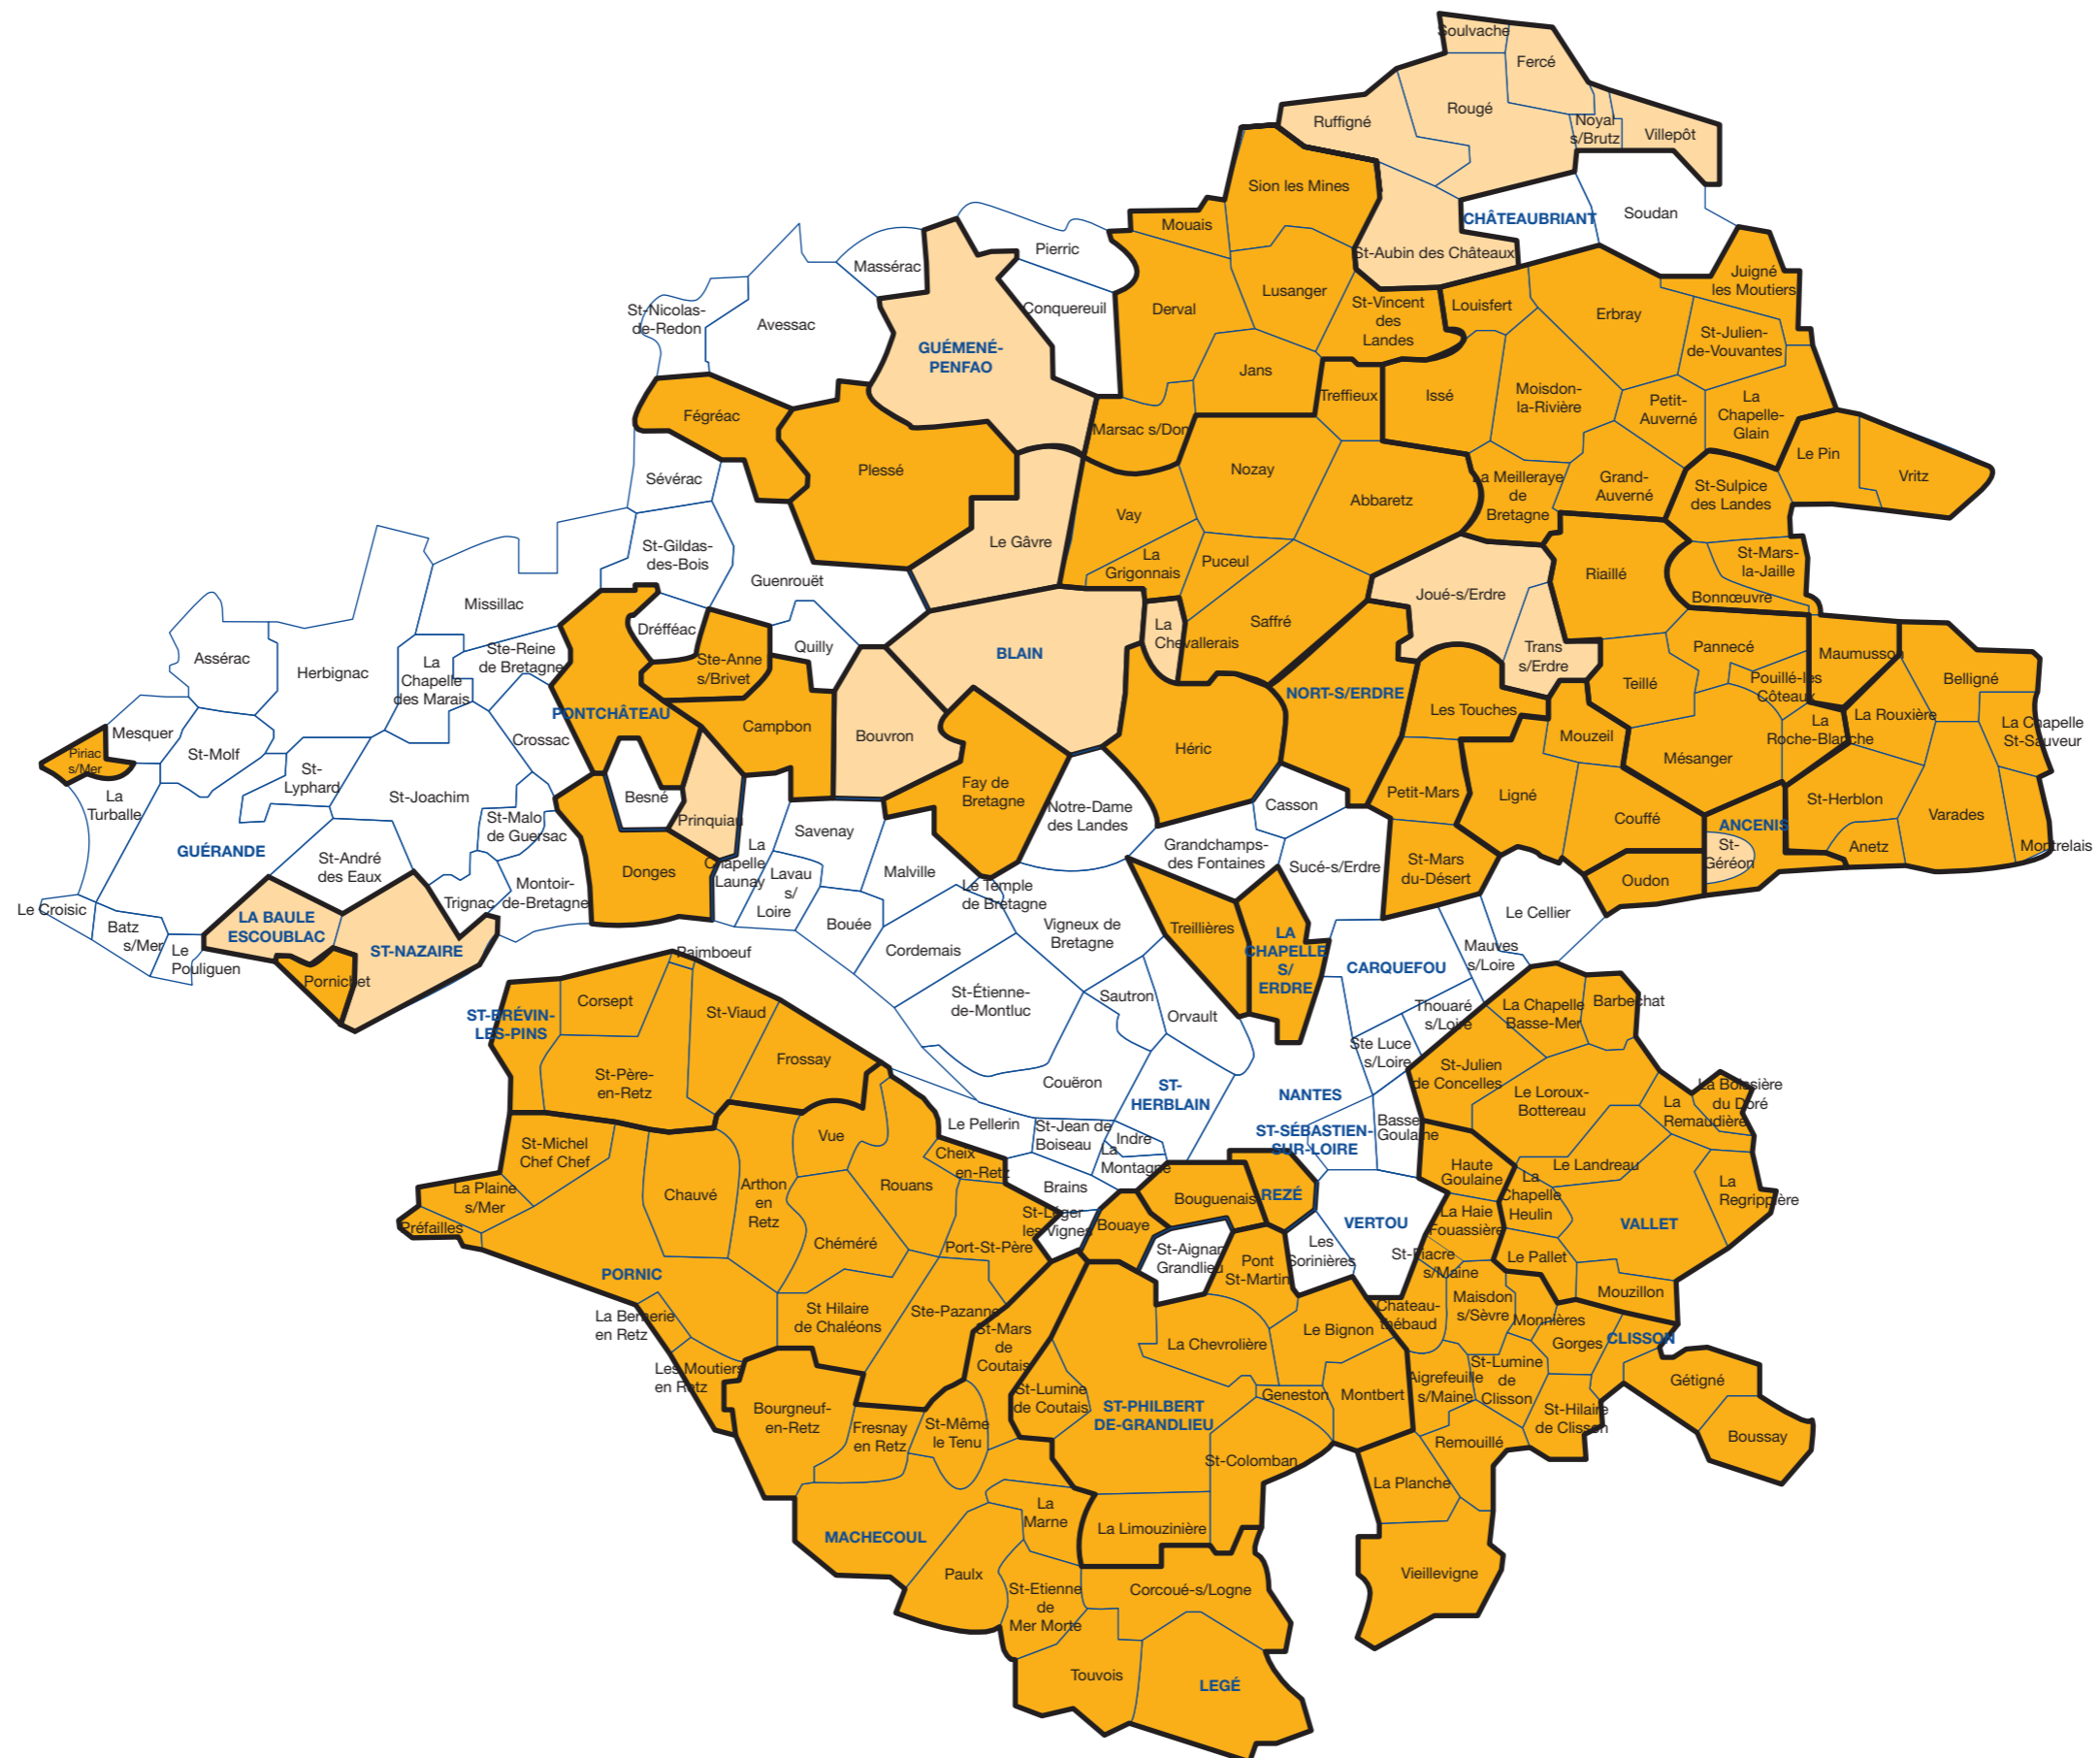 Soulvache
Fercé
Rougé
Ruffigné
Noyal
s/Brutz
Villepôt
Sion les Mines
Mouais
CHÂTEAUBRIANT
Soudan
St-Aubin des Châteaux
Pierric
Massérac
Conquereuil
Derval
Lusanger
St-Vincent
des
Landes
Louisfert
Erbray
Juigné
les Moutiers
St-Julien-
de-Vouvantes
St-Nicolas-
de-Redon
Avessac
GUÉMENÉ-
PENFAO
Jans
Treffieux
Issé
Moisdon-
la-Rivière
Petit-
Auverné
La
Chapelle-
Glain
Fégréac
Marsac s/Don
Le Pin
Vritz
Plessé
Nozay
Sévérac
Abbaretz
La Meilleraye
de
Bretagne
Grand-
Auverné
St-Sulpice
des Landes
Vay
Le Gâvre
St-Gildas-
des-Bois
Guenrouët
La
Grigonnais
Puceul
Riaillé
St-Mars-
la-Jaille
Bonnœuvre
Joué-s/Erdre
Missillac
Drefféac
Quilly
Saffré
La
Chevallerais
BLAIN
Trans
s/Erdre
Pannecé
Maumusson
Assérac
Herbignac
La
Chapelle
des Marais
Ste-Reine
de Bretagne
Ste-Anne
s/Brivet
Teillé
Pouillé-les
Côteaux
Belligné
NORT-S/ERDRE
Les Touches
PONTCHÂTEAU
Campbon
Bouvron
Héric
Mouzeil
La
Roche-Blanche
La Rouxière
La Chapelle
St-Sauveur
Mesquer
Piriac
s/Mer
St-Molf
Crossac
St-
Lyphard
Mésanger
La
Turballe
St-Joachim
Besné
Fay de
Bretagne
Petit-Mars
Ligné
St-Herblon
Notre-Dame
des Landes
Casson
Couffé
Varades
Prinquiau
St-Malo
de Guersac
Savenay
ANCENIS
Anetz
Montrelais
GUÉRANDE
St-André
des Eaux
La
Chapelle
Launay
Grandchamps-
des Fontaines
Sucé-s/Erdre
St-
Géréon
Donges
Malville
St-Mars
du-Désert
Oudon
Montoir-
de-Bretagne
Trignac
Lavau
s/
Loire
Le Temple
de Bretagne
Le Croisic
Batz
s/Mer
Le
Pouliguen
LA BAULE
ESCOUBLAC
ST-NAZAIRE
Pornichet
Bouée
Cordemais
Vigneux de
Bretagne
Treillières
LA
CHAPELLE
S/
ERDRE
Le Cellier
Mauves
s/Loire
CARQUEFOU
Paimboeuf
Corsept
St-Viaud
ST-BRÉVIN-
LES-PINS
St-Étienne-
de-Montluc
Sautron
Orvault
Thouaré
s/Loire
La Chapelle
Basse-Mer
Barbechat
Ste Luce
s/Loire
Frossay
St-Père-
en-Retz
Couëron
ST-
HERBLAIN
NANTES
St-Julien
de Concelles
Le Loroux-
Bottereau
La Boissière
du Doré
La
Remaudière
Vue
Le Pellerin
St-Jean de
Boiseau
Indre
La
Montagne
ST-SÉBASTIEN-
SUR-LOIRE
Basse
Goulaine
St-Michel
Chef Chef
Cheix
en-Retz
Haute
Goulaine
Le Landreau
La Plaine
s/Mer
Préfailles
Chauvé
Arthon
en
Retz
Rouans
Brains
Bouguenais
REZÉ
La
Chapelle
Heulin
La
Regrippière
St-Léger
les Vignes
Bouaye
VERTOU
La Haie
Fouassière
VALLET
Chéméré
Port-St-Père
St-Aignan
Grandlieu
Pont
St-Martin
Les
Sorinières
St-Fiacre
s/Maine
Le Pallet
PORNIC
Mouzillon
La Bernerie
en Retz
St Hilaire
de Chaléons
Ste-Pazanne
St-Mars
de
Coutais
La Chevrolière
Le Bignon
Chateau-
thébaud
Maisdon
s/Sèvre
Monnières
Gorges
CLISSON
Les Moutiers
en Retz
St-Lumine
de Coutais
Geneston
Montbert
Aigrefeuille
s/Maine
St-Lumine
de
Clisson
Gétigné
Bourgneuf-
en-Retz
Fresnay
en Retz
St-Même
le Tenu
ST-PHILBERT
DE-GRANDLIEU
St-Hilaire
de Clisson
Boussay
St-Colomban
Remouillé
La Planche
La
Marne
La Limouzinière
MACHECOUL
Paulx
St-Etienne
de
Mer Morte
Corcoué-s/Logne
Vieillevigne
Touvois
LEGÉ